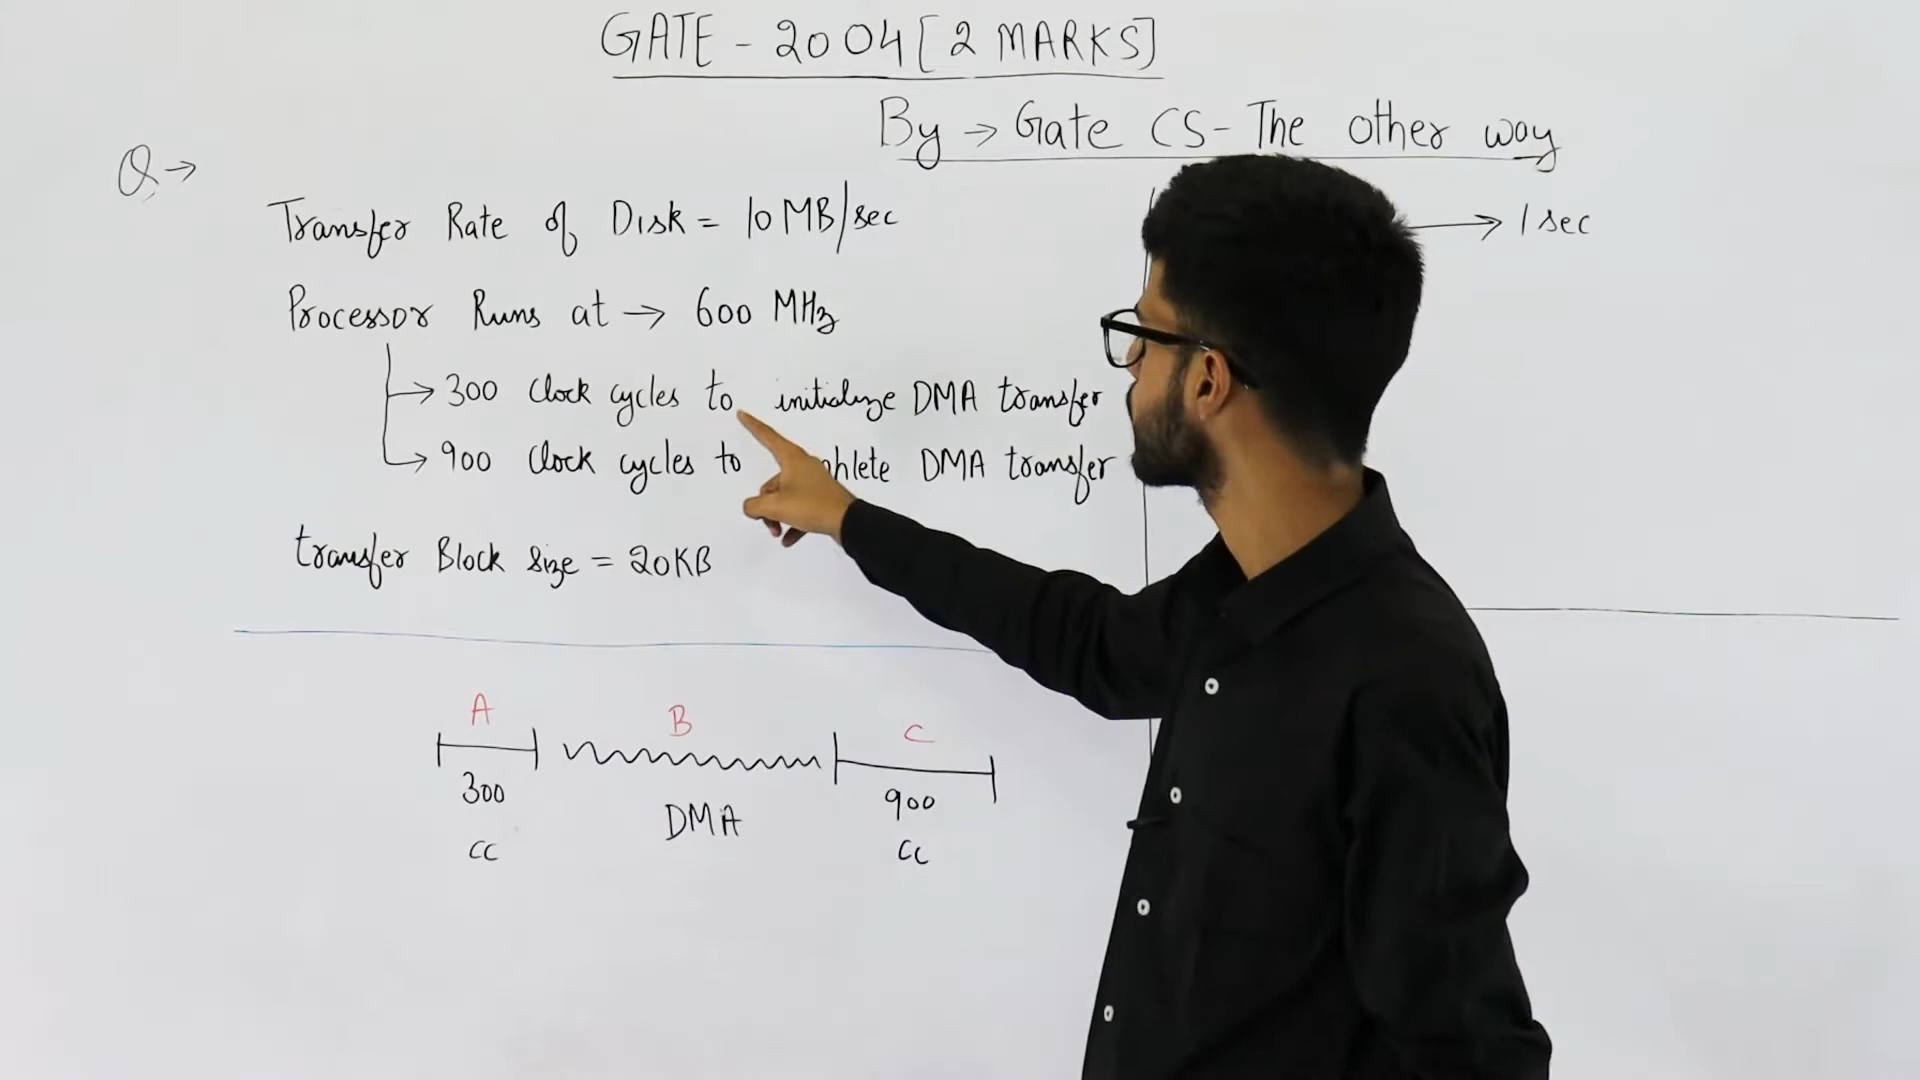 GATE - 2004 [2 MARKS]
By → Gate CS - The other way
Q →
Transfer Rate of Disk = 10 MB/sec
→ 1 sec
Processor Runs at → 600 MHz
→ 300 Clock cycles to initialize DMA transfer
→ 900 Clock cycles to DMA transfer
transfer Block size = 20KB
A B C
300 DMA 900
CC CC